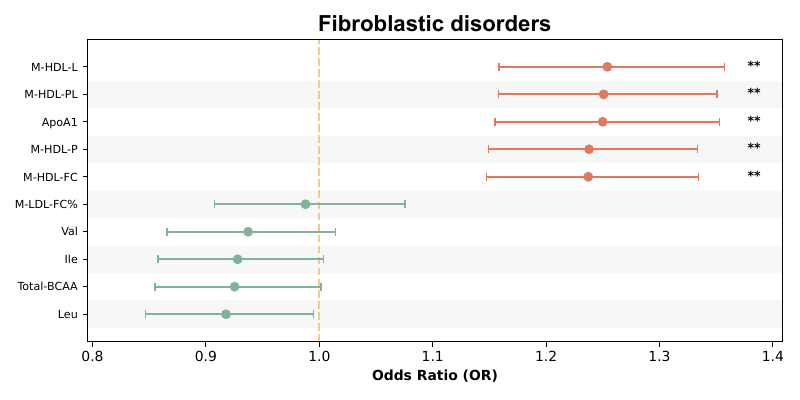 Fibroblastic disorders
M-HDL-L **
M-HDL-PL **
ApoA1 **
M-HDL-P **
M-HDL-FC **
M-LDL-FC%
Val
Ile
Total-BCAA
Leu
0.8 0.9 1.0 1.1 1.2 1.3 1.4
Odds Ratio (OR)